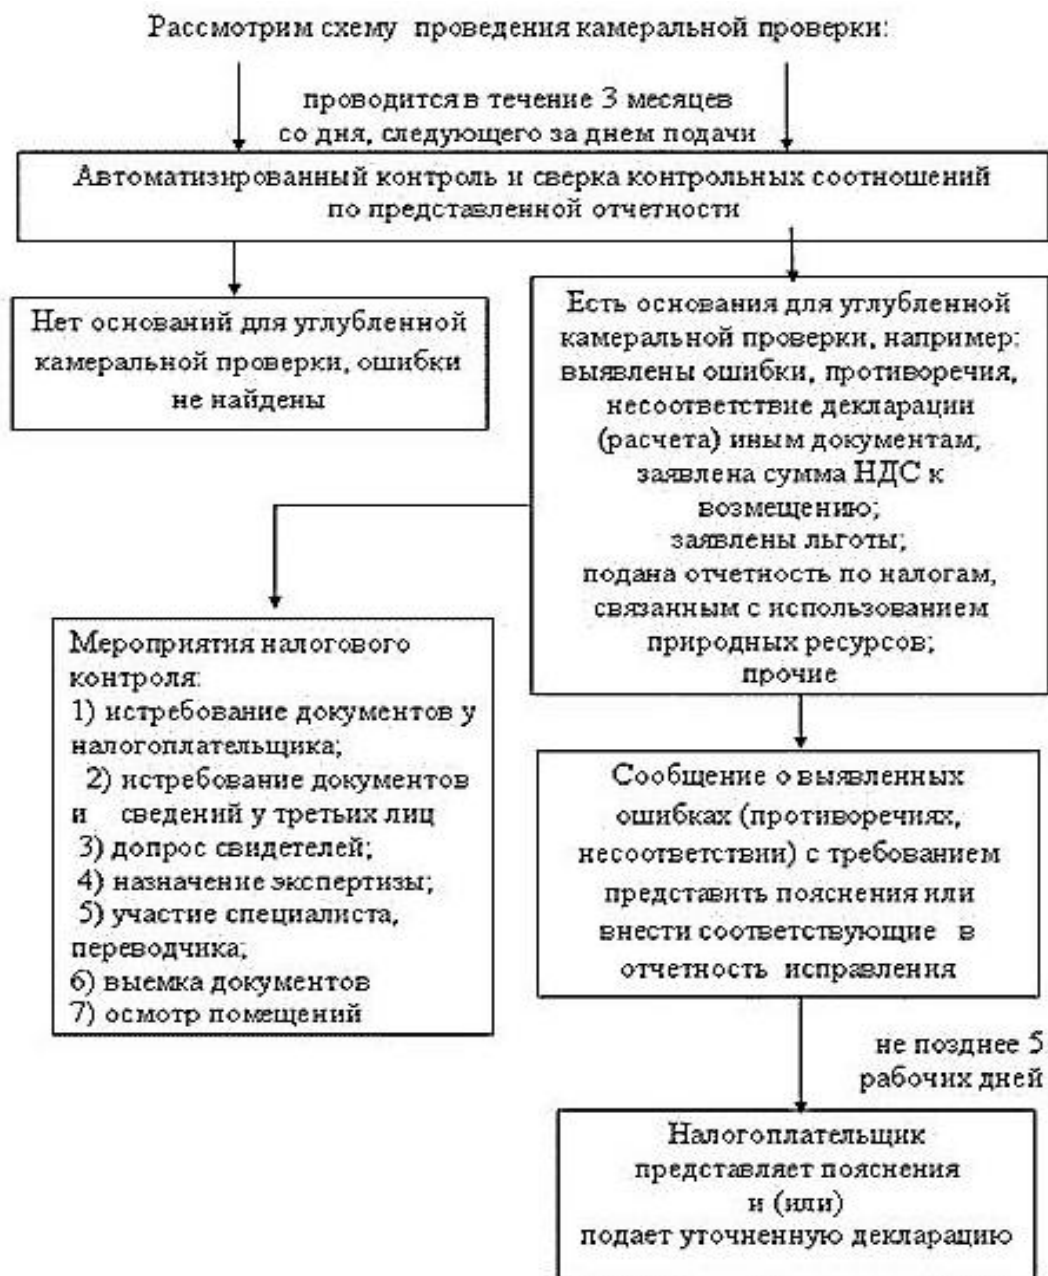 Рассмотрим схему проведения камеральной проверки:
проводится в течение 3 месяцев
со дня, следующего за днем подачи
Автоматизированный контроль и сверка контрольных соотношений
по представленной отчетности
Нет оснований для углубленной
камеральной проверки, ошибки
не найдены
Есть основания для углубленной
камеральной проверки, например:
выявлены ошибки, противоречия,
несоответствие декларации
(расчета) иным документам;
заявлена сумма НДС к
возмещению;
заявлены льготы;
подана отчетность по налогам,
связанным с использованием
природных ресурсов;
прочие
Мероприятия налогового
контроля:
1) истребование документов у
налогоплательщика;
2) истребование документов
и сведений у третьих лиц
3) допрос свидетелей;
4) назначение экспертизы;
5) участие специалиста,
переводчика;
6) выемка документов
7) осмотр помещений
Сообщение о выявленных
ошибках (противоречиях,
несоответствии) с требованием
представить пояснения или
внести соответствующие в
отчетность исправления
не позднее 5
рабочих дней
Налогоплательщик
представляет пояснения
и (или)
подает уточненную декларацию